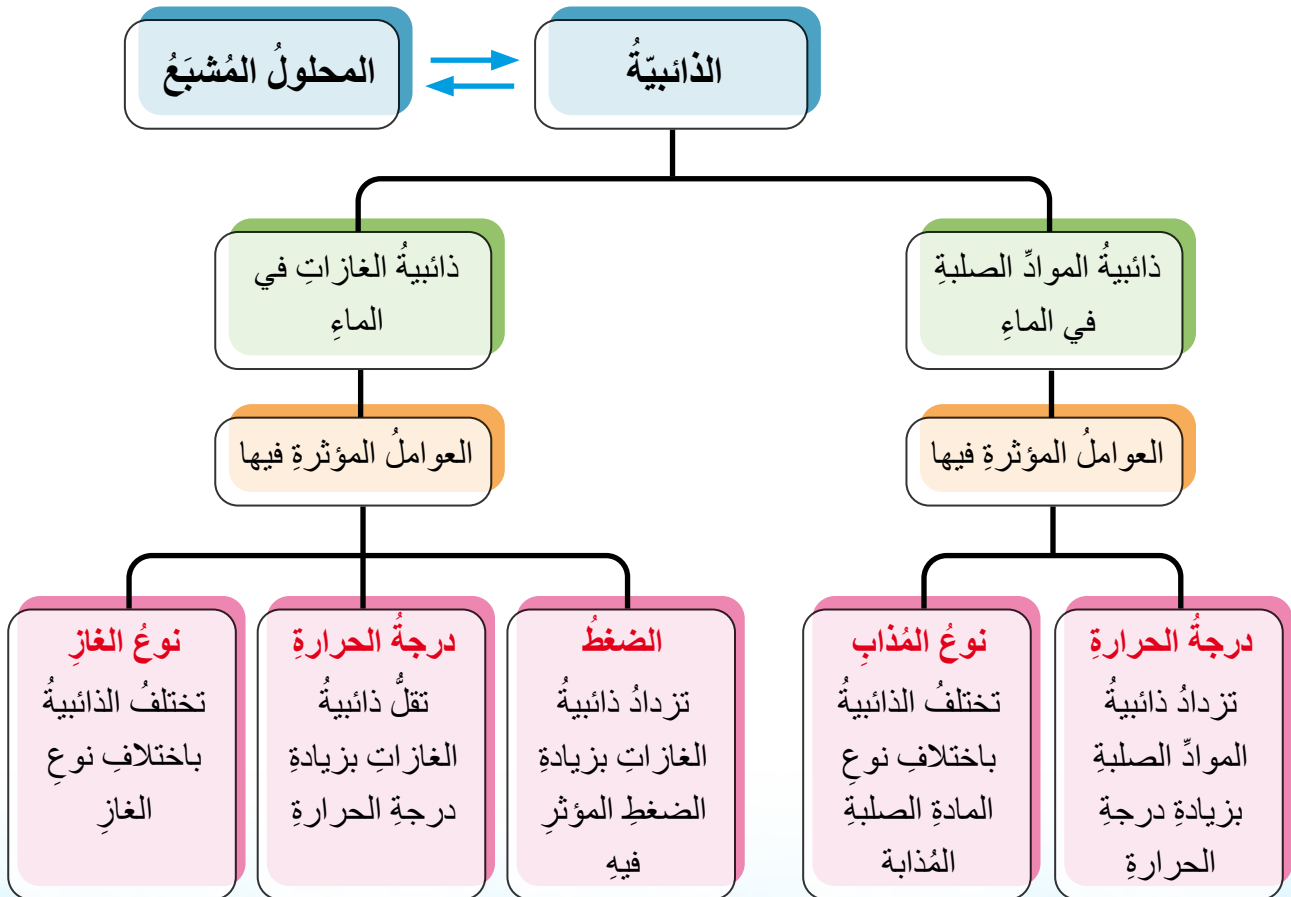 الذائبيّةُ
المحلولُ المُشبَعُ
ذائبيةُ الموادِّ الصلبةِ
في الماءِ
ذائبيةُ الغازاتِ في
الماءِ
العواملُ المؤثرةِ فيها
العواملُ المؤثرةِ فيها
درجةُ الحرارةِ
تزدادُ ذائبيةُ
الموادِّ الصلبةِ
بزيادةِ درجةِ
الحرارةِ
نوعُ المُذابِ
تختلفُ الذائبيةُ
باختلافِ نوعِ
المادةِ الصلبةِ
المُذابة
الضغطُ
تزدادُ ذائبيةُ
الغازاتِ بزيادةِ
الضغطِ المؤثرِ
فيهِ
درجةُ الحرارةِ
تقلُّ ذائبيةُ
الغازاتِ بزيادةِ
درجةِ الحرارةِ
نوعُ الغازِ
تختلفُ الذائبيةُ
باختلافِ نوعِ
الغازِ